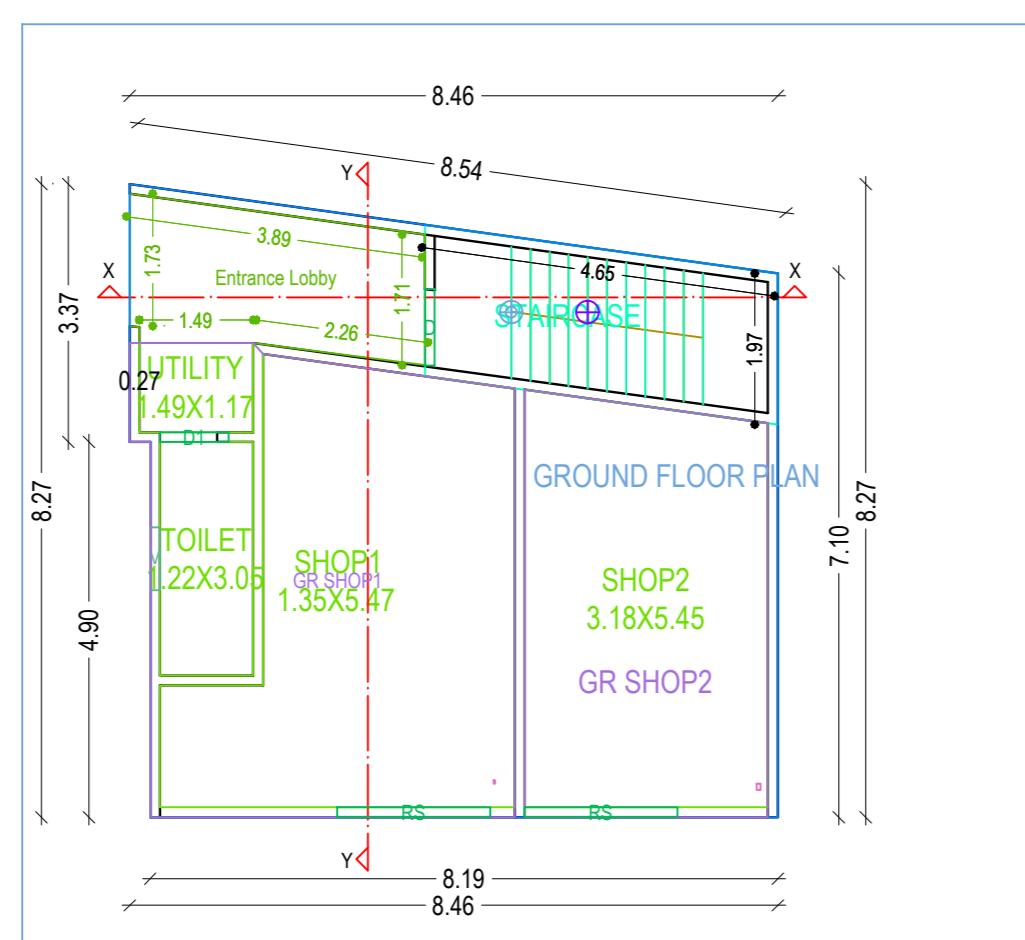 8.46
8.54
Y
3.89
1.73
Entrance Lobby
X
4.65
X
1.71
1.49
2.26
D
STAIRCASE
3.37
1.97
UTILITY
0.27
1.49X1.17
D1
GROUND FLOOR PLAN
8.27
8.27
7.10
TOILET
V
1.22X3.05
SHOP1
GR SHOP1
1.35X5.47
SHOP2
3.18X5.45
4.90
GR SHOP2
RS
RS
Y
8.19
8.46